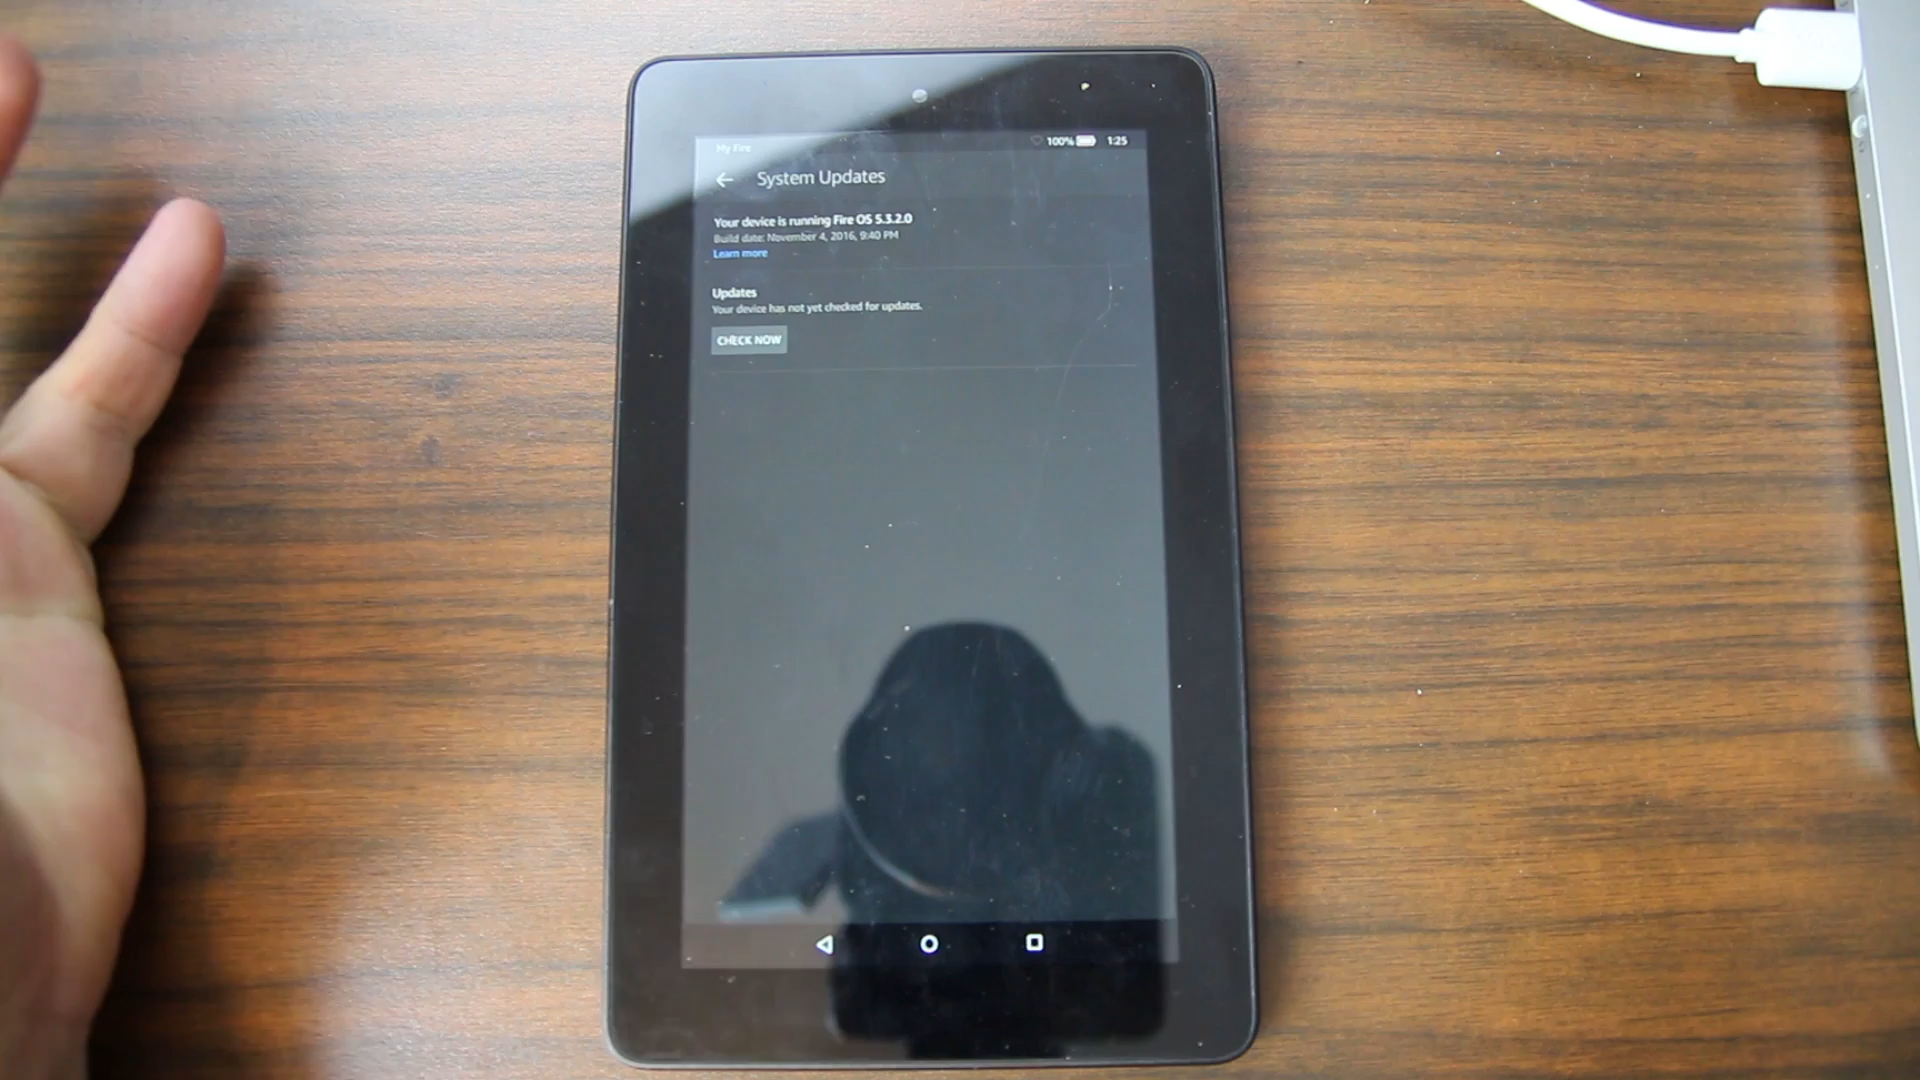 My Fire
100% 1:25
System Updates
Your device is running Fire OS 5.3.2.0
Build date: November 4, 2016, 9:40 PM
Learn more
Updates
Your device has not yet checked for updates.
CHECK NOW